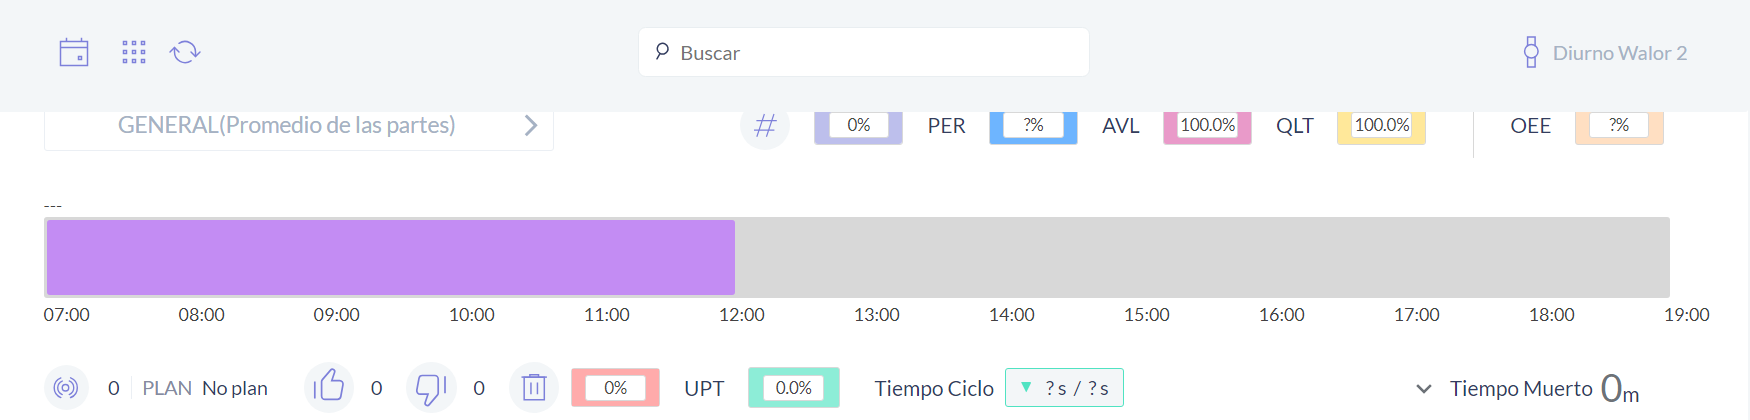 Buscar
Diurno Walor 2
GENERAL(Promedio de las partes)
# 0% PER ?% AVL 100.0% QLT 100.0% OEE ?%
---
07:00 08:00 09:00 10:00 11:00 12:00 13:00 14:00 15:00 16:00 17:00 18:00 19:00
0 PLAN No plan 0 0 0% UPT 0.0% Tiempo Ciclo ? s / ? s Tiempo Muerto 0m